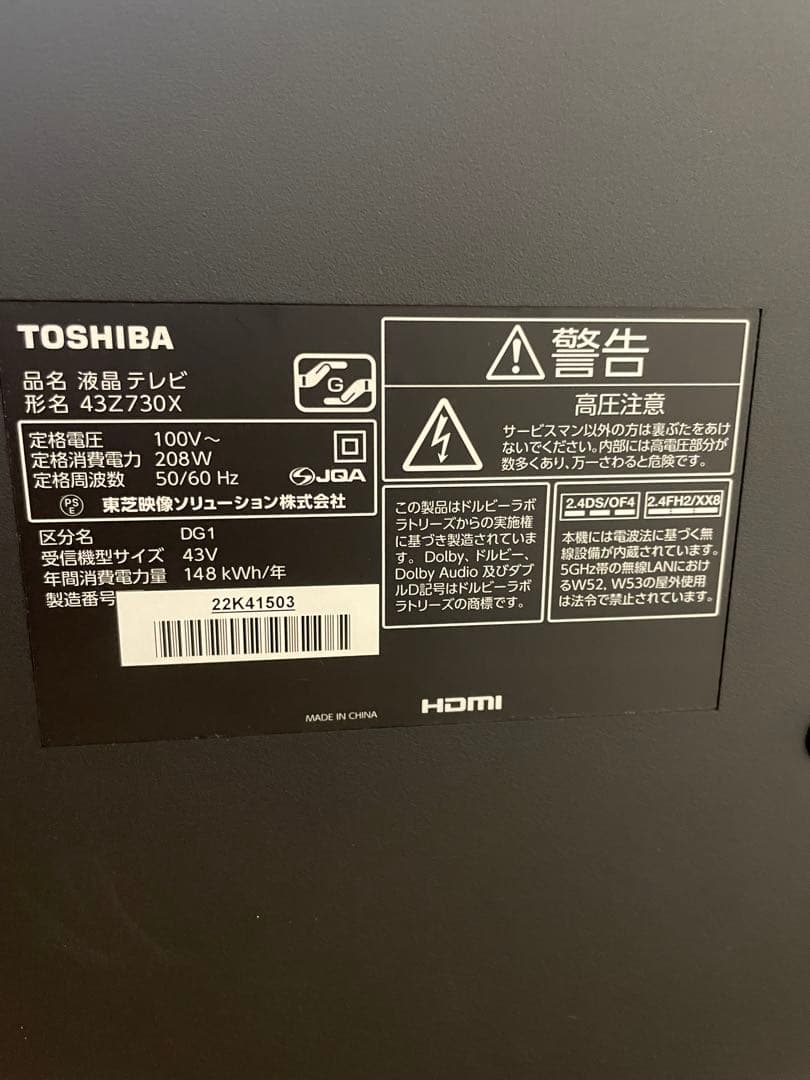 TOSHIBA
品名 液晶テレビ
形名 43Z730X
G
定格電圧 100V～
定格消費電力 208W
定格周波数 50/60 Hz
JQA
PS
E
東芝映像ソリューション株式会社
区分名 DG1
受信機型サイズ 43V
年間消費電力量 148 kWh/年
製造番号
22K41503
MADE IN CHINA
警告
高圧注意
サービスマン以外の方は裏ぶたをあけ
ないでください。内部には高電圧部分が
数多くあり、万一さわると危険です。
この製品はドルビーラボ
ラトリーズからの実施権
に基づき製造されていま
す。Dolby、ドルビー、
Dolby Audio 及びダブ
ルD記号はドルビーラボ
ラトリーズの商標です。
2.4DS/OF4
2.4FH2/XX8
本機には電波法に基づく無
線設備が内蔵されています。
5GHz帯の無線LANにおけ
るW52、W53の屋外使用
は法令で禁止されています。
HDMI